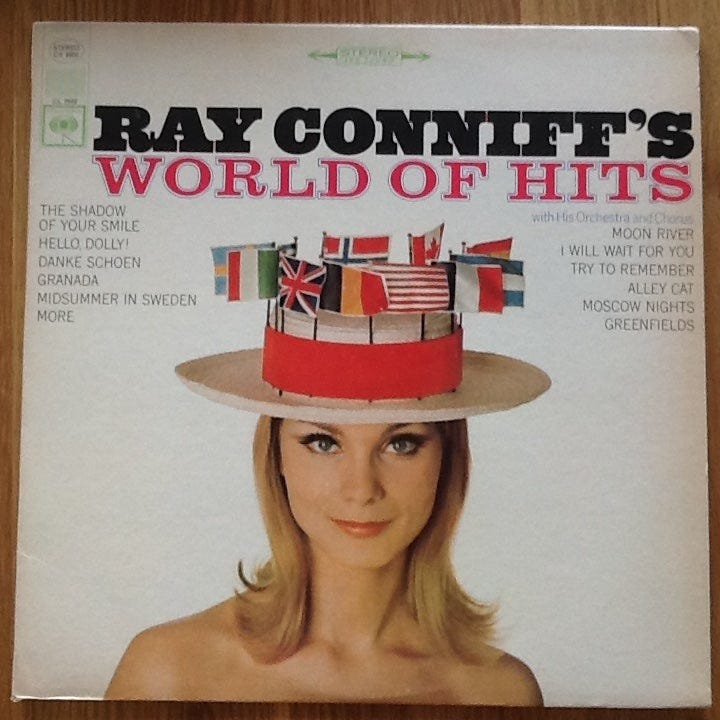 STEREO
STEREO
RAY CONNIFF'S
WORLD OF HITS
with His Orchestra and Chorus
THE SHADOW
OF YOUR SMILE
HELLO, DOLLY!
DANKE SCHOEN
GRANADA
MIDSUMMER IN SWEDEN
MORE
MOON RIVER
I WILL WAIT FOR YOU
TRY TO REMEMBER
ALLEY CAT
MOSCOW NIGHTS
GREENFIELDS